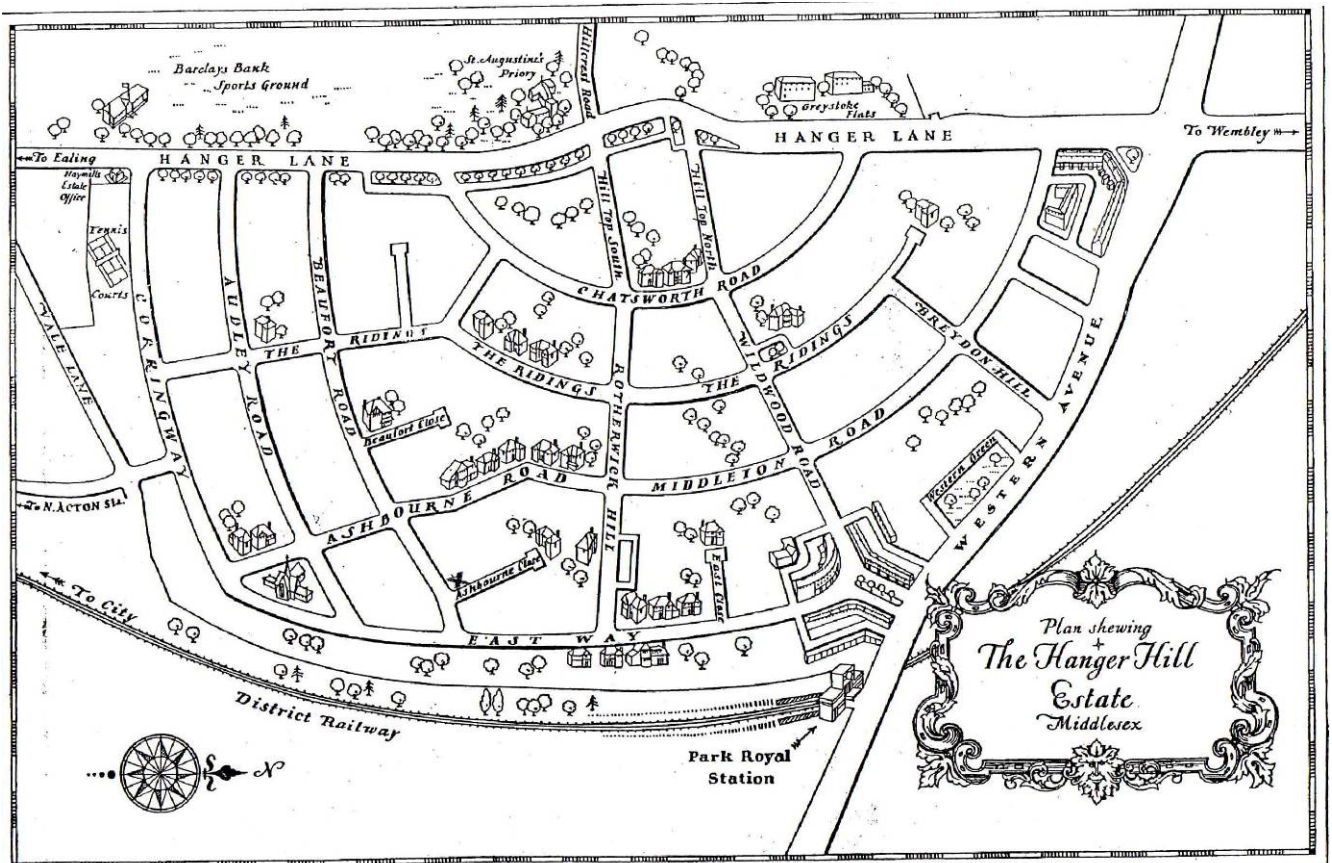 Hillcrest Road
Barclays Bank
Sports Ground
St. Augustine's
Priory
Greystoke
Flats
To Ealing
HANGER LANE
HANGER LANE
To Wembley
Haymills
Estate
Office
Tennis
Courts
VALE LANE
CORRINGWAY
AUDLEY ROAD
BEAUFORT ROAD
Hill Top South
Hill Top North
CHATSWORTH ROAD
THE RIDINGS
THE RIDINGS
THE RIDINGS
ROTHERWICK HILL
WILDWOOD ROAD
BREYDON HILL
WESTERN AVENUE
Beaufort Close
ASHBOURNE ROAD
MIDDLETON ROAD
Western Green
To N. ACTON Sta.
Ashbourne Close
East Close
EAST WAY
To City
District Railway
Park Royal
Station
N
Plan shewing
The Hanger Hill
Estate
Middlesex